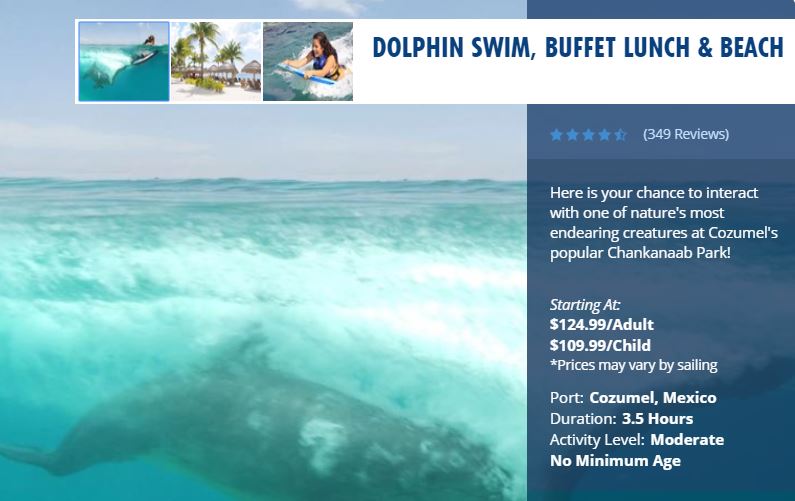 DOLPHIN SWIM, BUFFET LUNCH & BEACH
(349 Reviews)
Here is your chance to interact
with one of nature's most
endearing creatures at Cozumel's
popular Chankanaab Park!
Starting At:
$124.99/Adult
$109.99/Child
*Prices may vary by sailing
Port: Cozumel, Mexico
Duration: 3.5 Hours
Activity Level: Moderate
No Minimum Age